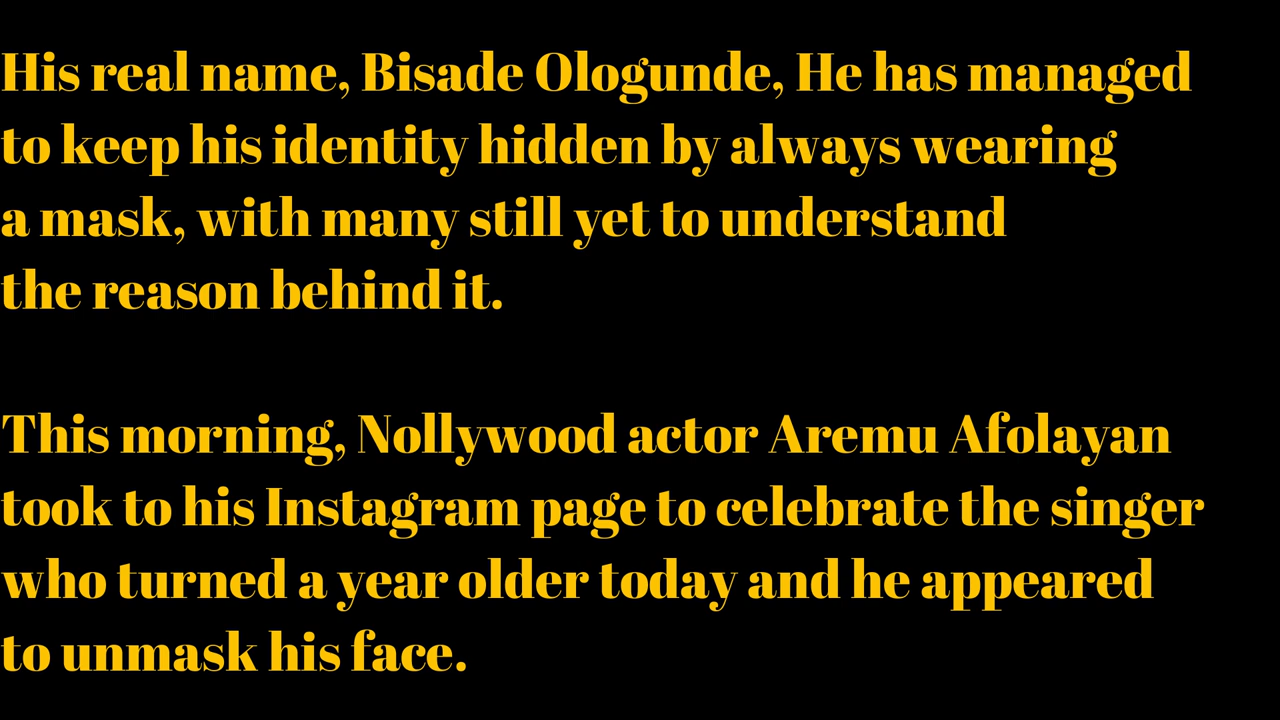 His real name, Bisade Ologunde, He has managed
to keep his identity hidden by always wearing
a mask, with many still yet to understand
the reason behind it.
This morning, Nollywood actor Aremu Afolayan
took to his Instagram page to celebrate the singer
who turned a year older today and he appeared
to unmask his face.